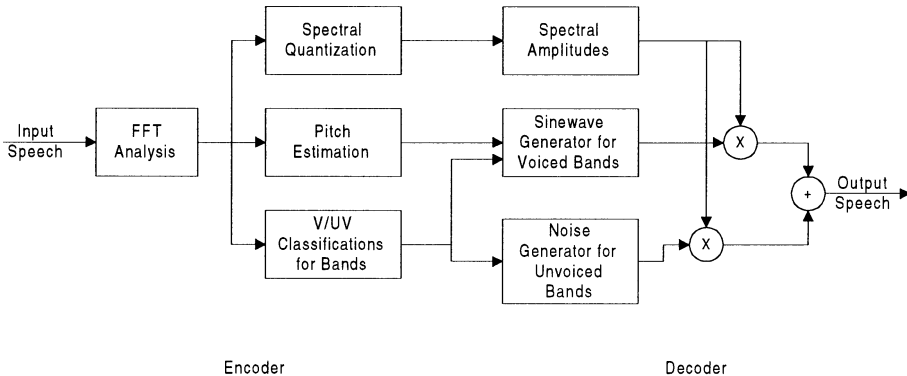 Spectral
Quantization
Spectral
Amplitudes
Input
Speech
FFT
Analysis
Pitch
Estimation
Sinewave
Generator for
Voiced Bands
X
+
Output
Speech
V/UV
Classifications
for Bands
Noise
Generator for
Unvoiced
Bands
X
Encoder
Decoder